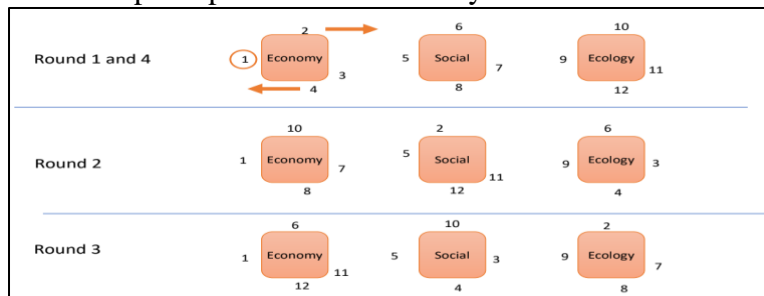 2 6 10
Round 1 and 4 1 Economy 3 5 Social 7 9 Ecology 11
4 8 12
10 2 6
Round 2 1 Economy 7 5 Social 11 9 Ecology 3
8 12 4
6 10 2
Round 3 1 Economy 11 5 Social 3 9 Ecology 7
12 4 8